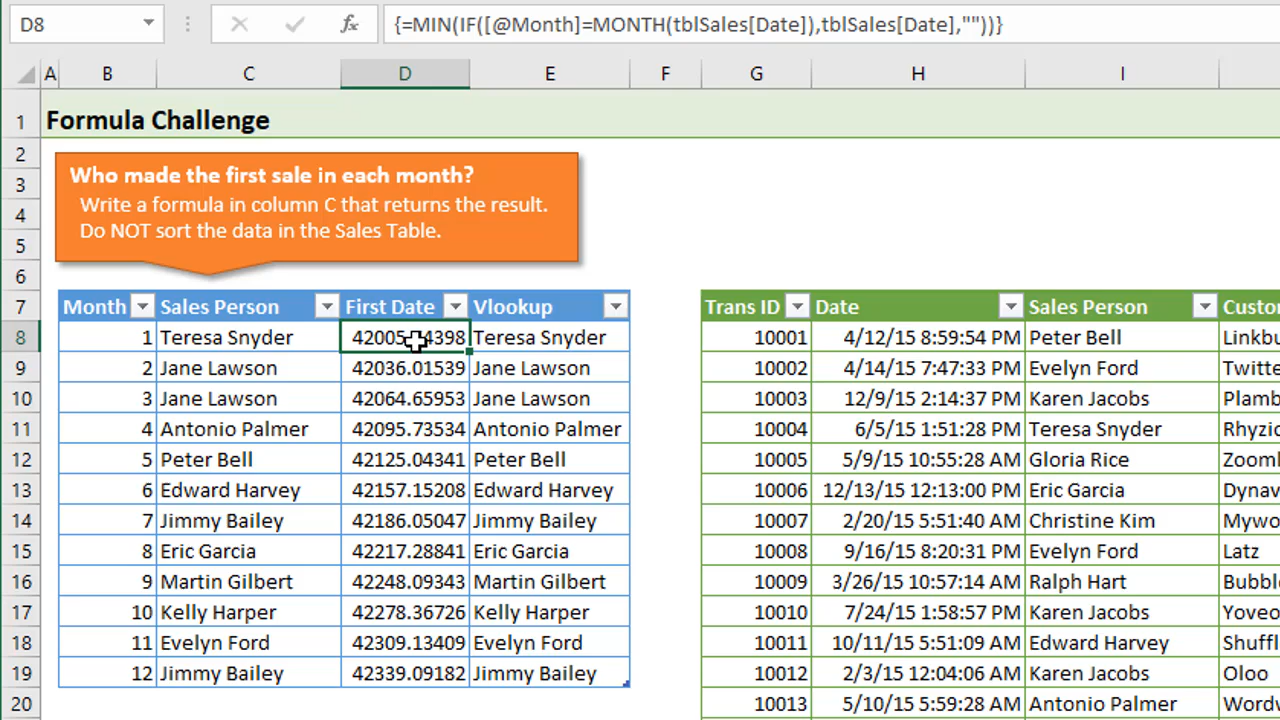 D8 fx {=MIN(IF([@Month]=MONTH(tblSales[Date]),tblSales[Date],""))}
A B C D E F G H I
1 Formula Challenge
2
3 Who made the first sale in each month?
4 Write a formula in column C that returns the result.
5 Do NOT sort the data in the Sales Table.
6
7 Month Sales Person First Date Vlookup Trans ID Date Sales Person Custo
8 1 Teresa Snyder 42005. 4398 Teresa Snyder 10001 4/12/15 8:59:54 PM Peter Bell Linkbu
9 2 Jane Lawson 42036.01539 Jane Lawson 10002 4/14/15 7:47:33 PM Evelyn Ford Twitte
10 3 Jane Lawson 42064.65953 Jane Lawson 10003 12/9/15 2:14:37 PM Karen Jacobs Plamb
11 4 Antonio Palmer 42095.73534 Antonio Palmer 10004 6/5/15 1:51:28 PM Teresa Snyder Rhyzio
12 5 Peter Bell 42125.04341 Peter Bell 10005 5/9/15 10:55:28 AM Gloria Rice Zooml
13 6 Edward Harvey 42157.15208 Edward Harvey 10006 12/13/15 12:13:00 PM Eric Garcia Dynav
14 7 Jimmy Bailey 42186.05047 Jimmy Bailey 10007 2/20/15 5:51:40 AM Christine Kim Mywo
15 8 Eric Garcia 42217.28841 Eric Garcia 10008 9/16/15 8:20:31 PM Evelyn Ford Latz
16 9 Martin Gilbert 42248.09343 Martin Gilbert 10009 3/26/15 10:57:14 AM Ralph Hart Bubbl
17 10 Kelly Harper 42278.36726 Kelly Harper 10010 7/24/15 1:58:57 PM Karen Jacobs Yoveo
18 11 Evelyn Ford 42309.13409 Evelyn Ford 10011 10/11/15 5:51:09 AM Edward Harvey Shuffl
19 12 Jimmy Bailey 42339.09182 Jimmy Bailey 10012 2/3/15 12:04:06 AM Karen Jacobs Oloo
20 10013 5/10/15 5:59:28 AM Antonio Palmer Wordv